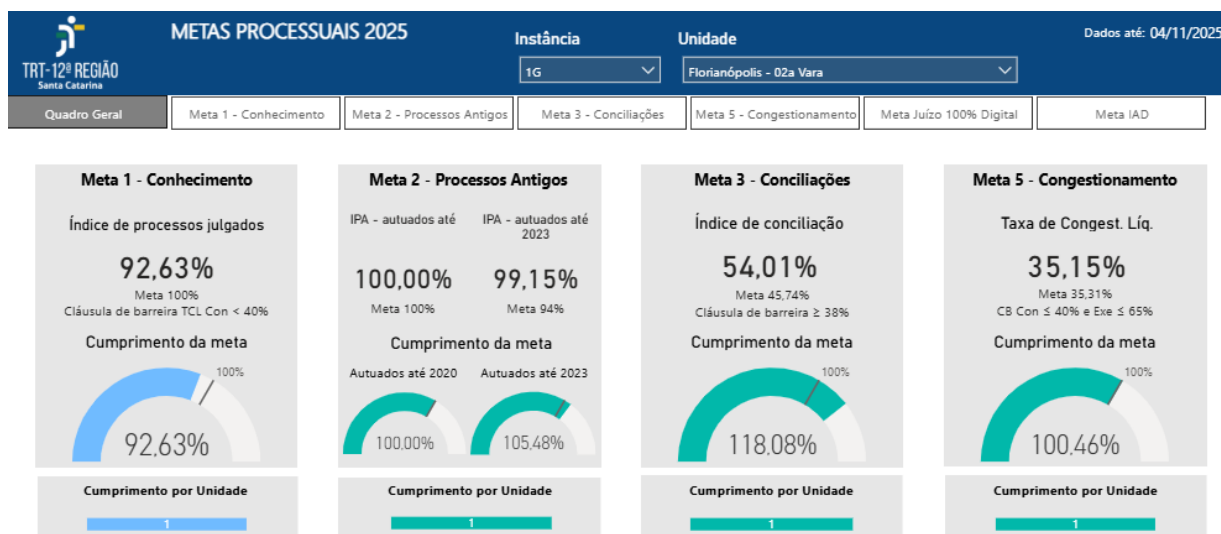 METAS PROCESSUAIS 2025
Instância
Unidade
Dados até: 04/11/2025
TRT-12ª REGIÃO
Santa Catarina
1G
Florianópolis - 02a Vara
Quadro Geral
Meta 1 - Conhecimento
Meta 2 - Processos Antigos
Meta 3 - Conciliações
Meta 5 - Congestionamento
Meta Juízo 100% Digital
Meta IAD
Meta 1 - Conhecimento
Índice de processos julgados
92,63%
Meta 100%
Cláusula de barreira TCL Con < 40%
Cumprimento da meta
100%
92,63%
Cumprimento por Unidade
1
Meta 2 - Processos Antigos
IPA - autuados até
IPA - autuados até
2023
100,00%
99,15%
Meta 100%
Meta 94%
Cumprimento da meta
Autuados até 2020
Autuados até 2023
100,00%
105,48%
Cumprimento por Unidade
1
Meta 3 - Conciliações
Índice de conciliação
54,01%
Meta 45,74%
Cláusula de barreira ≥ 38%
Cumprimento da meta
100%
118,08%
Cumprimento por Unidade
1
Meta 5 - Congestionamento
Taxa de Congest. Líq.
35,15%
Meta 35,31%
CB Con ≤ 40% e Exe ≤ 65%
Cumprimento da meta
100%
100,46%
Cumprimento por Unidade
1